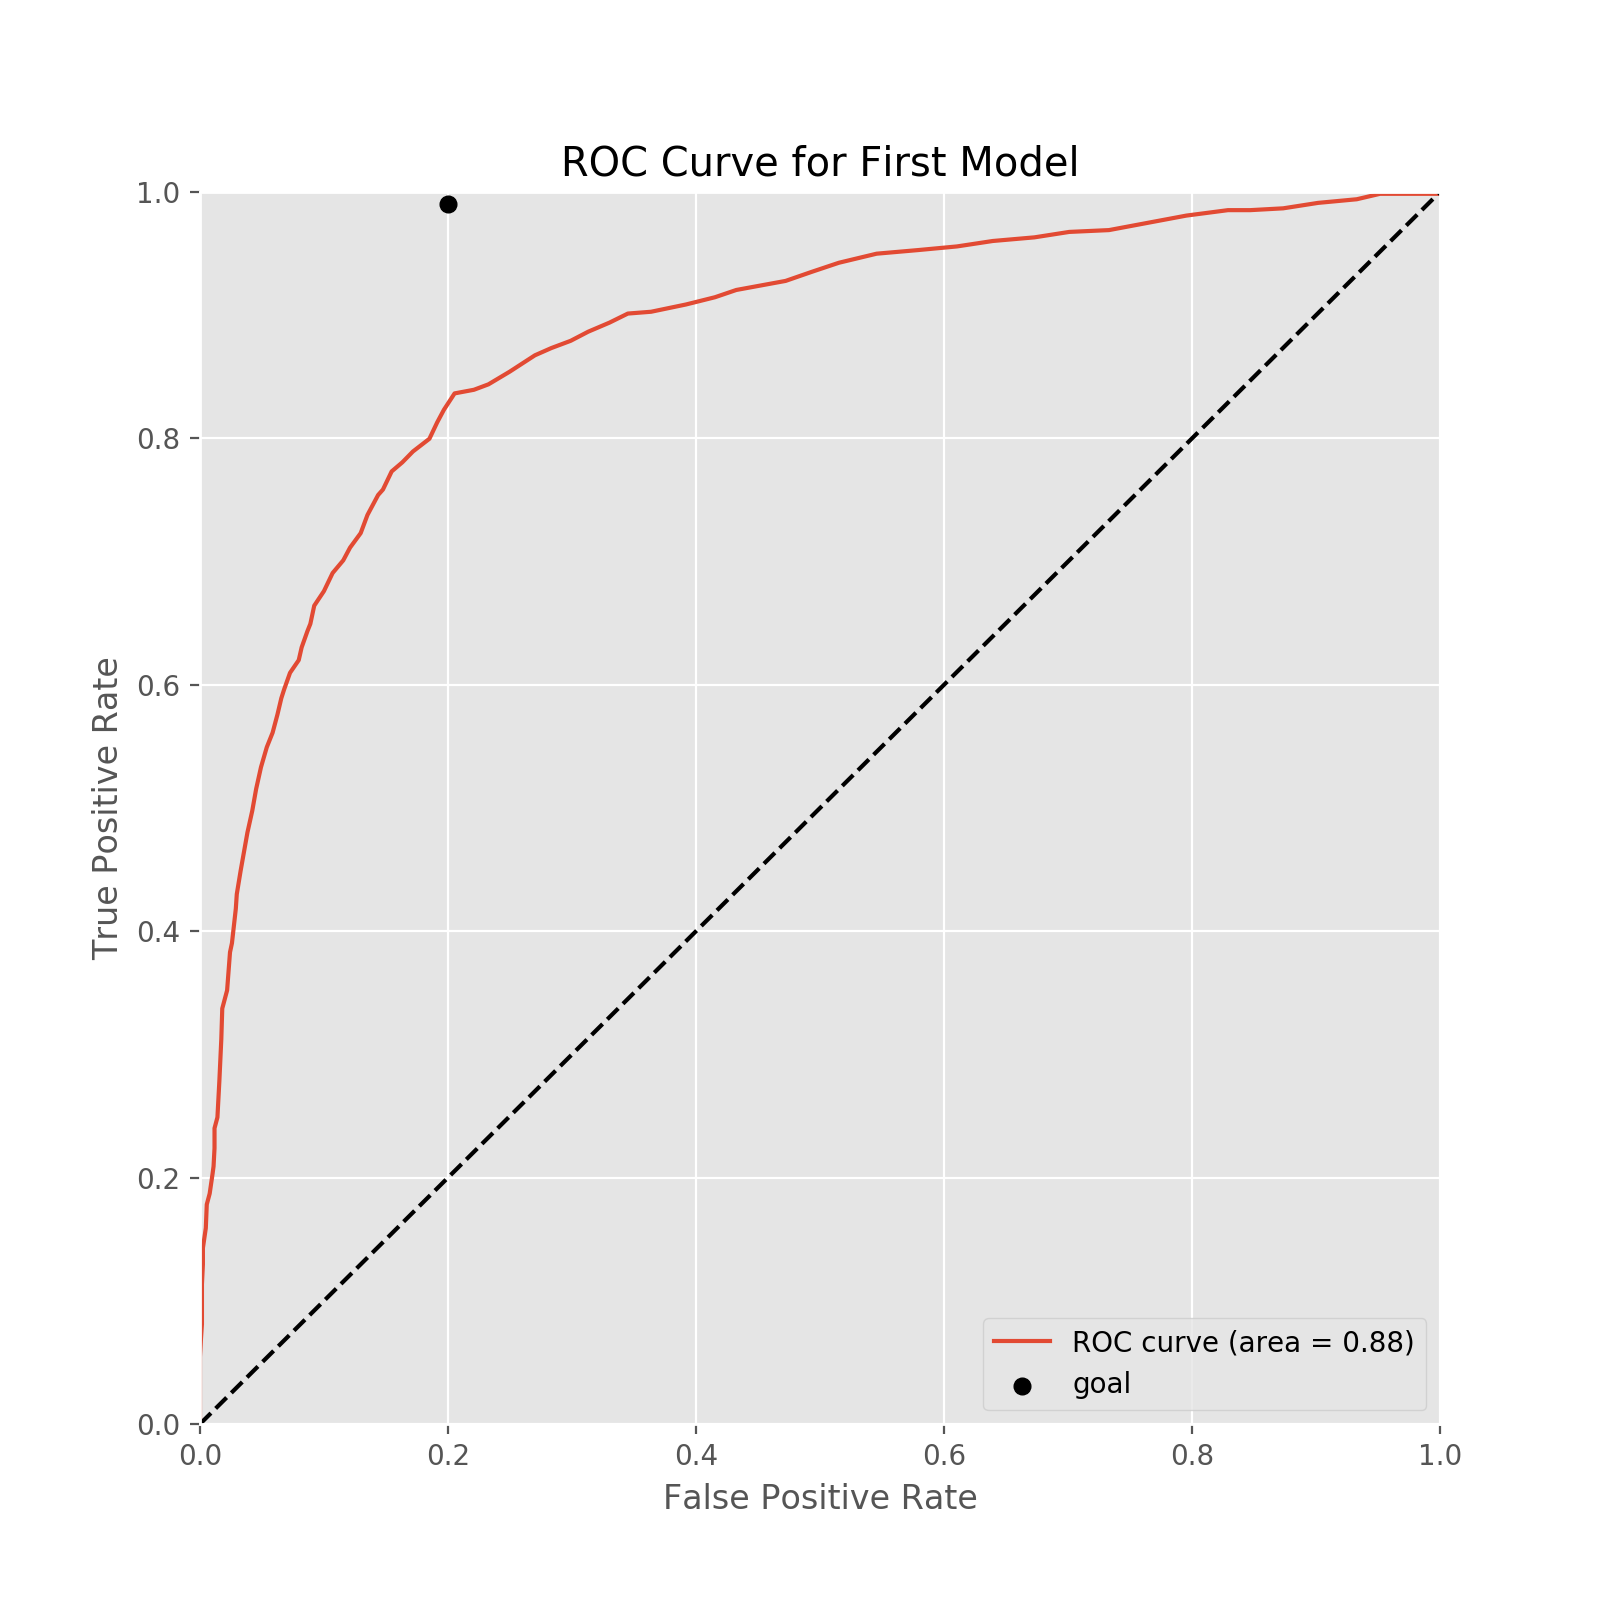 ROC Curve for First Model
1.0
0.8
0.6
0.4
0.2
0.0
True Positive Rate
ROC curve (area = 0.88)
goal
0.0 0.2 0.4 0.6 0.8 1.0
False Positive Rate